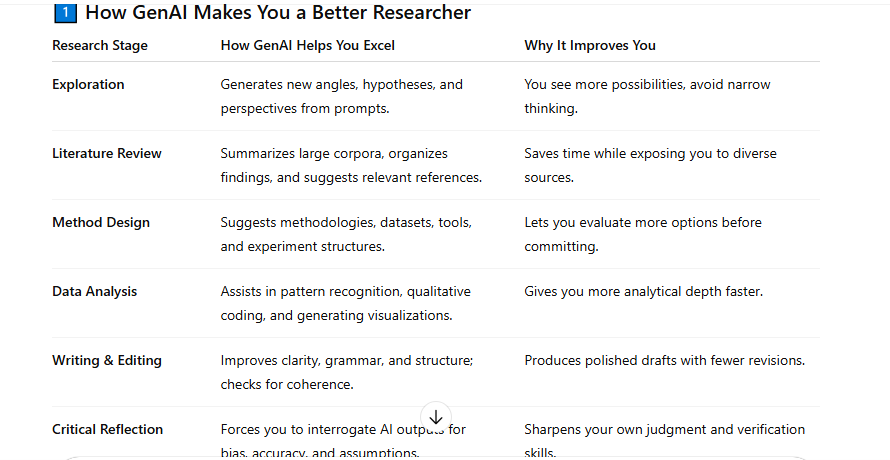 1 How GenAI Makes You a Better Researcher
Research Stage How GenAI Helps You Excel Why It Improves You
Exploration Generates new angles, hypotheses, and You see more possibilities, avoid narrow
perspectives from prompts. thinking.
Literature Review Summarizes large corpora, organizes Saves time while exposing you to diverse
findings, and suggests relevant references. sources.
Method Design Suggests methodologies, datasets, tools, Lets you evaluate more options before
and experiment structures. committing.
Data Analysis Assists in pattern recognition, qualitative Gives you more analytical depth faster.
coding, and generating visualizations.
Writing & Editing Improves clarity, grammar, and structure; Produces polished drafts with fewer revisions.
checks for coherence.
Critical Reflection Forces you to interrogate AI outputs for Sharpens your own judgment and verification
bias, accuracy, and assumptions. skills.